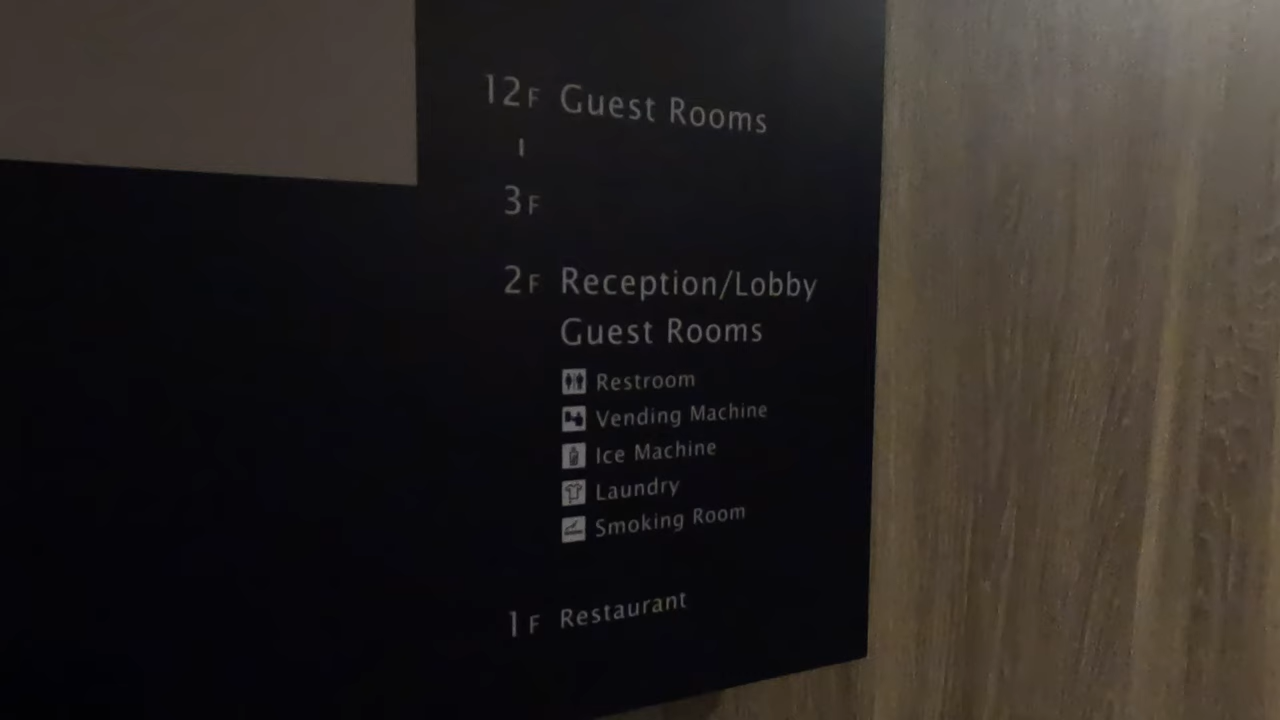 12F Guest Rooms
3F
2F Reception/Lobby
Guest Rooms
Restroom
Vending Machine
Ice Machine
Laundry
Smoking Room
1F Restaurant